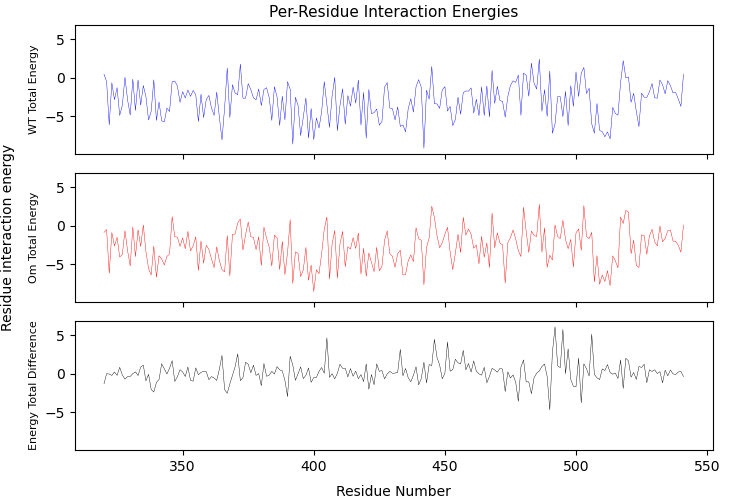 Per-Residue Interaction Energies
Residue interaction energy
WT Total Energy
5
0
−5
Om Total Energy
5
0
−5
Energy Total Difference
5
0
−5
350
400
450
500
550
Residue Number